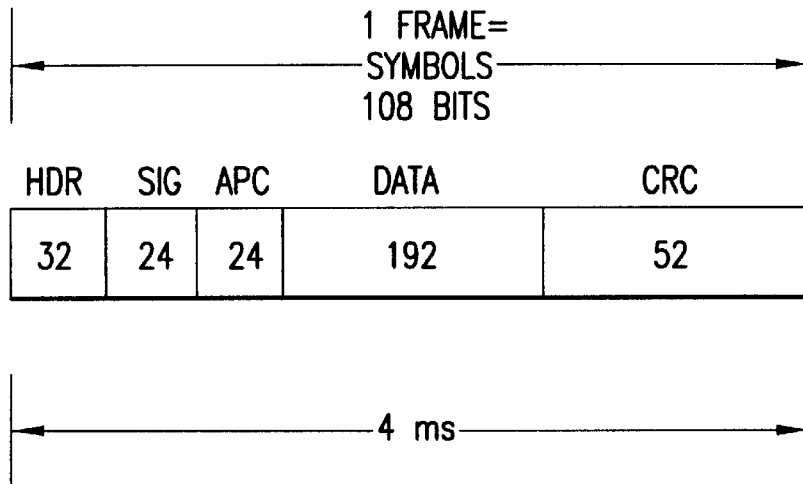 1 FRAME=
SYMBOLS
108 BITS
HDR SIG APC DATA CRC
32 24 24 192 52
4 ms